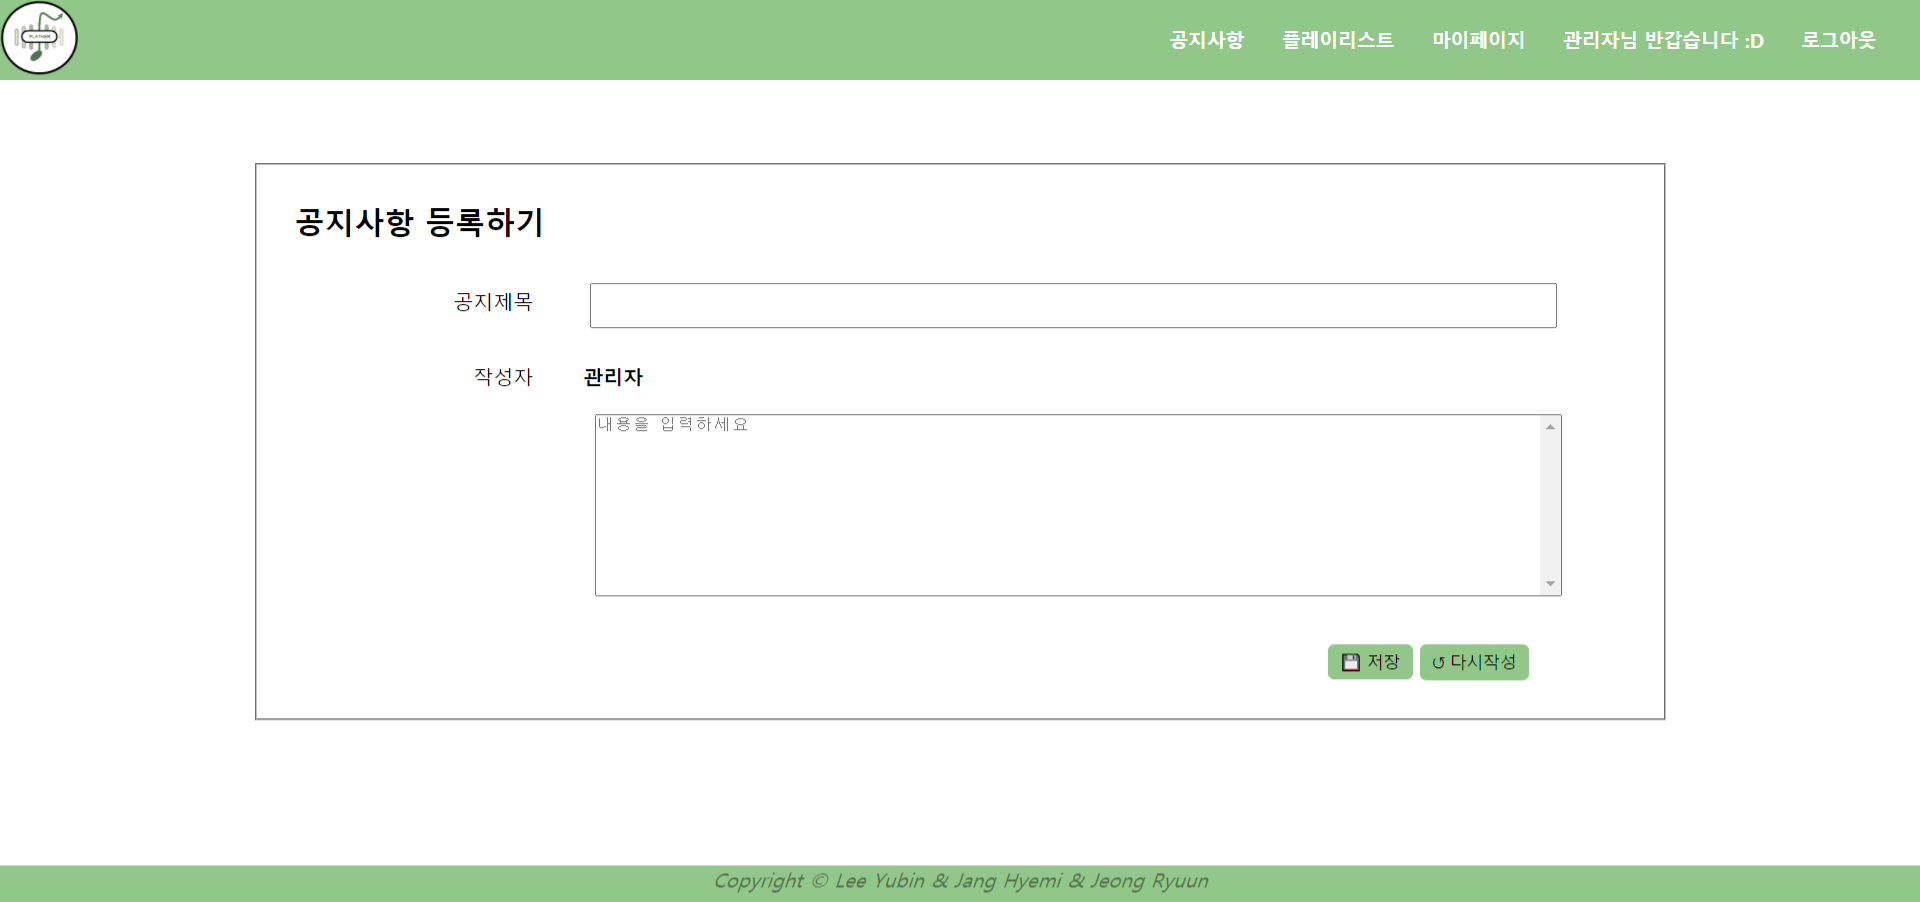 PLATHER
공지사항 플레이리스트 마이페이지 관리자님 반갑습니다 :D 로그아웃
공지사항 등록하기
공지제목
작성자 관리자
내용을 입력하세요
저장 ↺ 다시작성
Copyright © Lee Yubin & Jang Hyemi & Jeong Ryuun